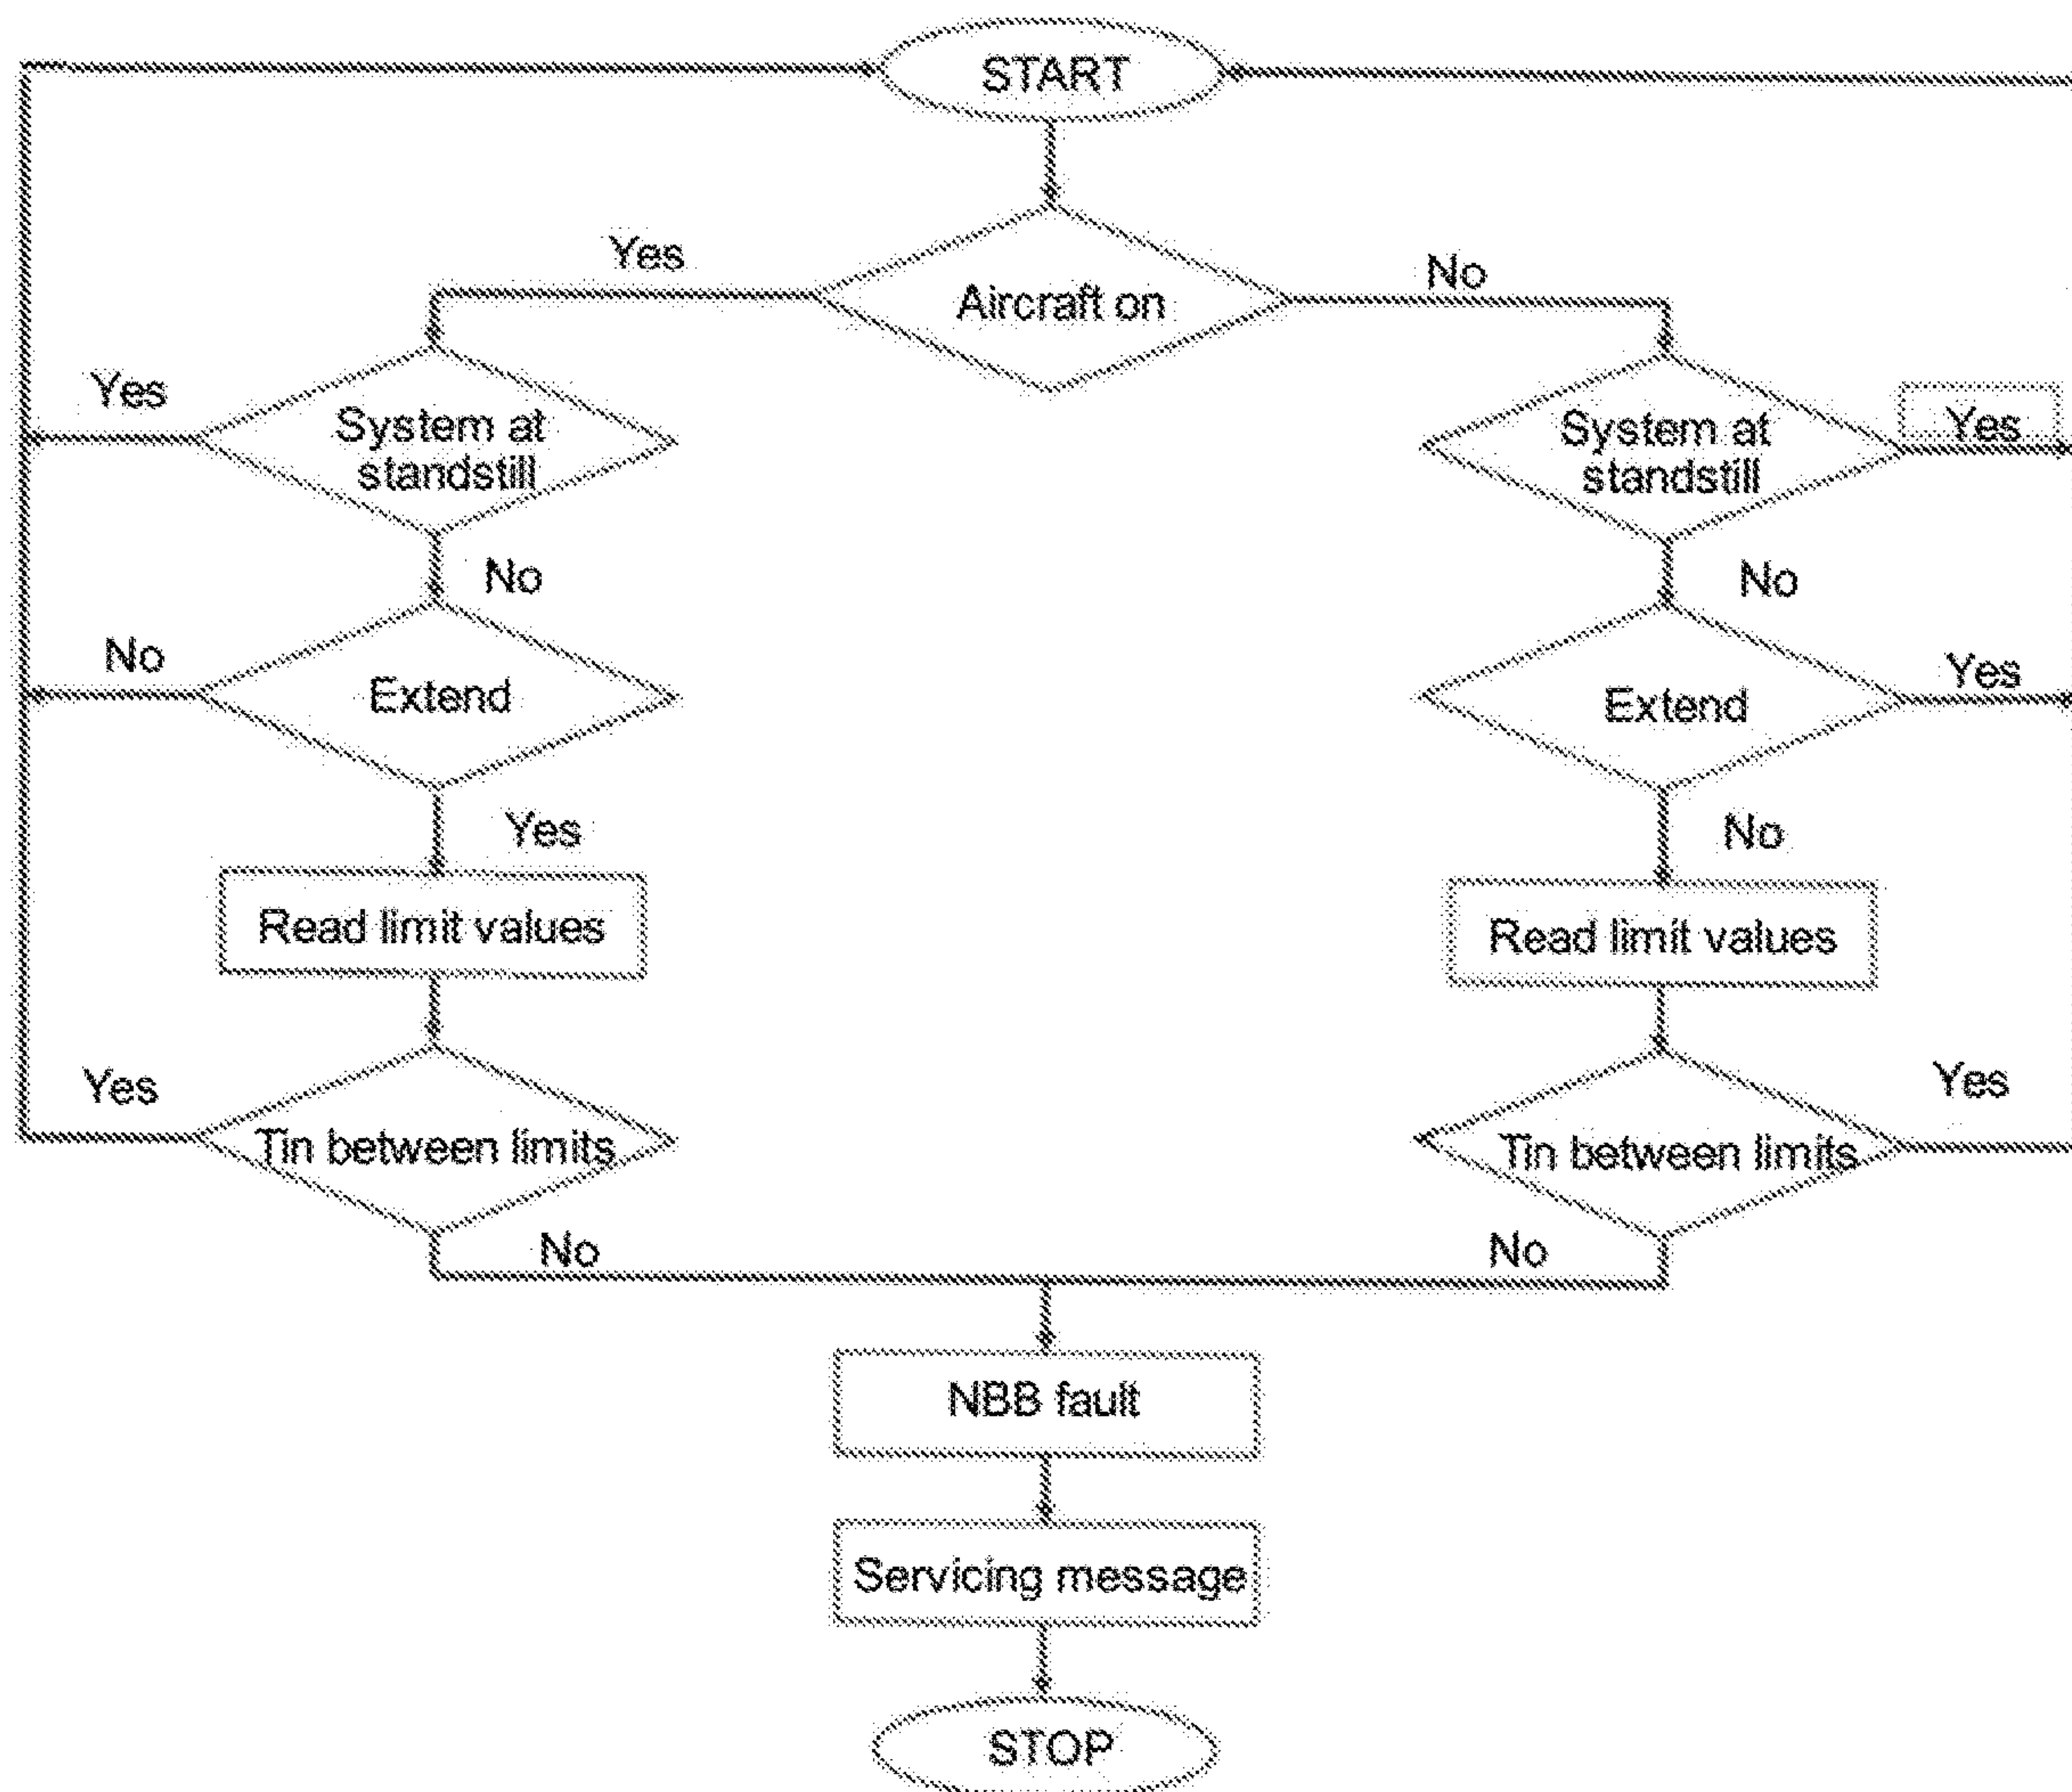 START
Aircraft on
Yes
No
System at
standstill
Yes
No
Extend
No
Yes
Read limit values
Tin between limits
Yes
No
System at
standstill
Yes
No
Extend
Yes
No
Read limit values
Tin between limits
Yes
No
NBB fault
Servicing message
STOP